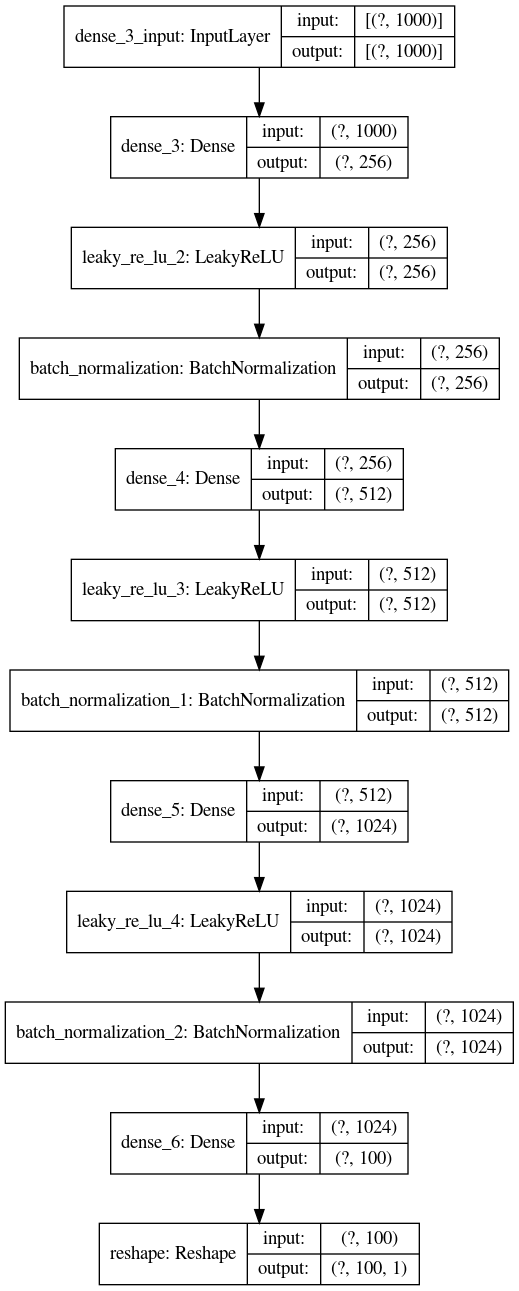 dense_3_input: InputLayer
input: [(?, 1000)]
output: [(?, 1000)]
dense_3: Dense
input: (?, 1000)
output: (?, 256)
leaky_re_lu_2: LeakyReLU
input: (?, 256)
output: (?, 256)
batch_normalization: BatchNormalization
input: (?, 256)
output: (?, 256)
dense_4: Dense
input: (?, 256)
output: (?, 512)
leaky_re_lu_3: LeakyReLU
input: (?, 512)
output: (?, 512)
batch_normalization_1: BatchNormalization
input: (?, 512)
output: (?, 512)
dense_5: Dense
input: (?, 512)
output: (?, 1024)
leaky_re_lu_4: LeakyReLU
input: (?, 1024)
output: (?, 1024)
batch_normalization_2: BatchNormalization
input: (?, 1024)
output: (?, 1024)
dense_6: Dense
input: (?, 1024)
output: (?, 100)
reshape: Reshape
input: (?, 100)
output: (?, 100, 1)